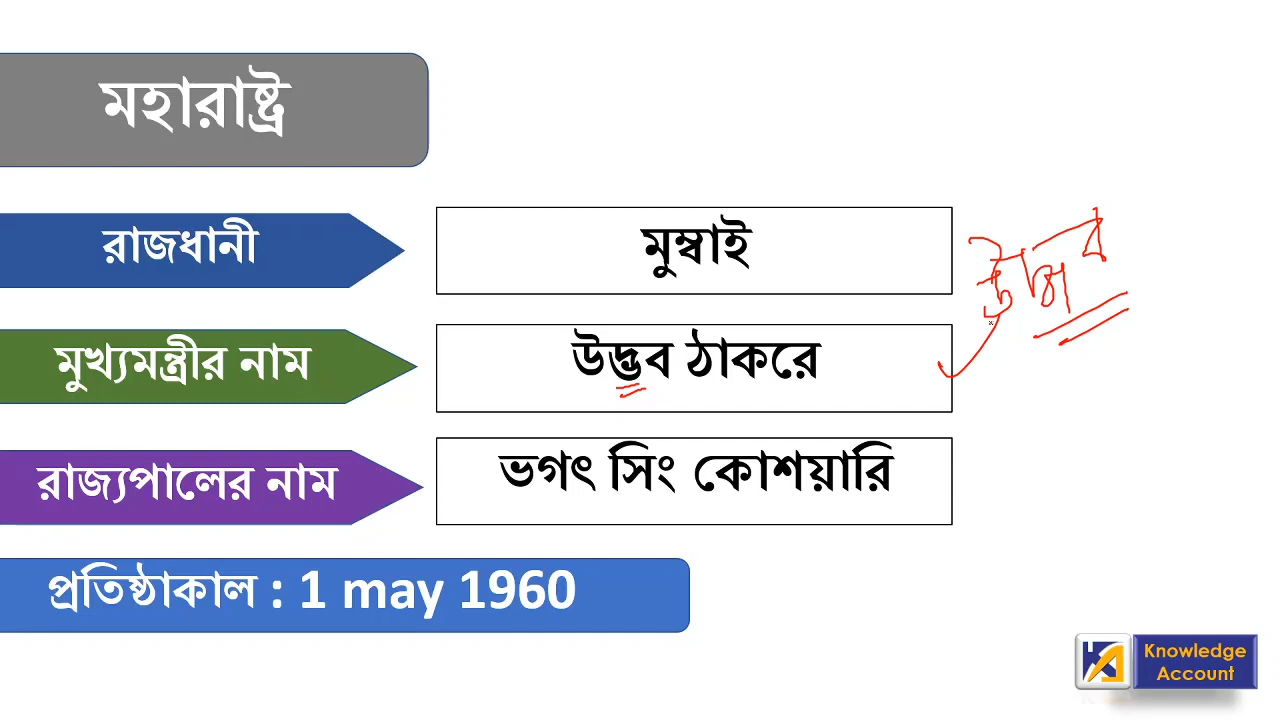 মহারাষ্ট্র
রাজধানী
মুম্বাই
মুখ্যমন্ত্রীর নাম
উদ্ভব ঠাকরে
রাজ্যপালের নাম
ভগৎ সিং কোশয়ারি
প্রতিষ্ঠাকাল : 1 may 1960
Knowledge
Account